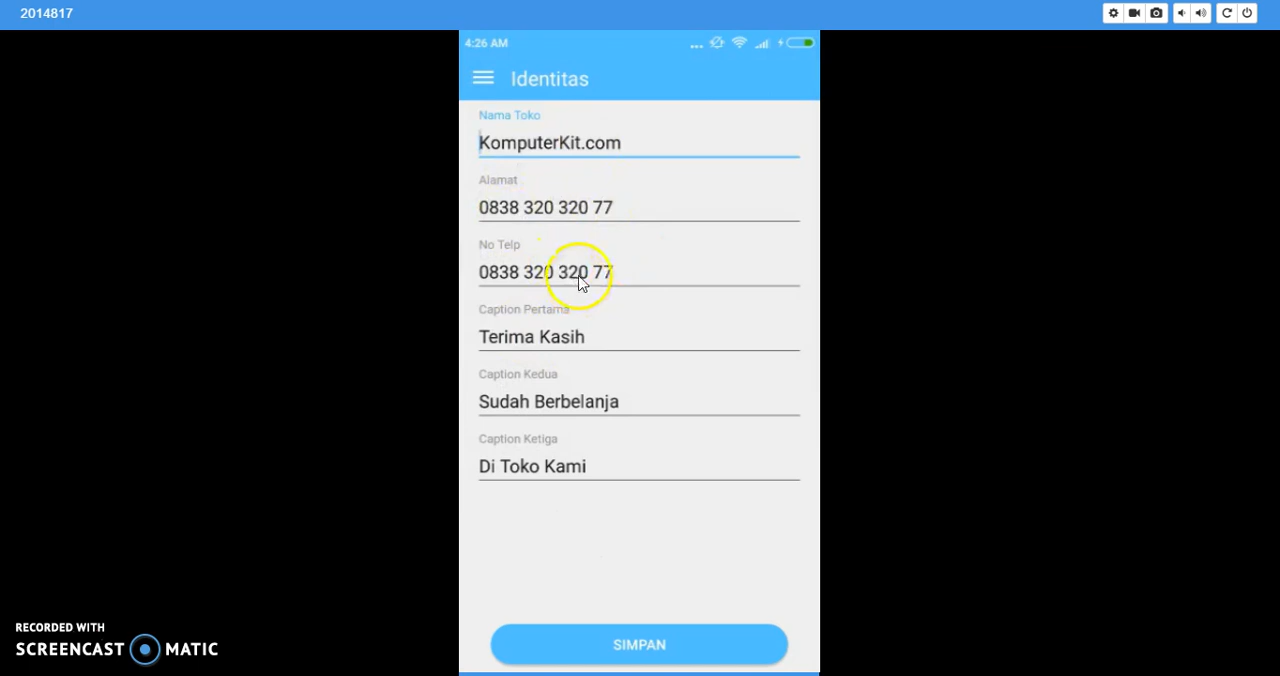 2014817
4:26 AM
Identitas
Nama Toko
KomputerKit.com
Alamat
0838 320 320 77
No Telp
0838 320 320 77
Caption Pertama
Terima Kasih
Caption Kedua
Sudah Berbelanja
Caption Ketiga
Di Toko Kami
SIMPAN
RECORDED WITH
SCREENCAST MATIC